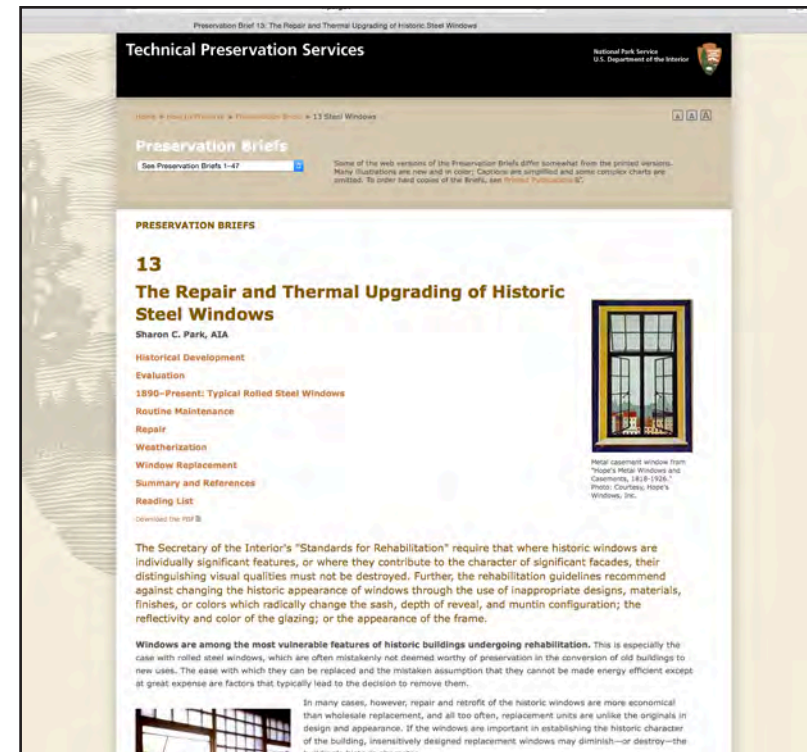 Preservation Brief 13: The Repair and Thermal Upgrading of Historic Steel Windows
Technical Preservation Services
National Park Service
U.S. Department of the Interior
Home > How to Preserve > Preservation Briefs > 13 Steel Windows
A A A
Preservation Briefs
See Preservation Briefs 1–47
Some of the web versions of the Preservation Briefs differ somewhat from the printed versions.
Many illustrations are new and in color; Captions are simplified and some complex charts are
omitted. To order hard copies of the Briefs, see Printed Publications.
PRESERVATION BRIEFS
13
The Repair and Thermal Upgrading of Historic
Steel Windows
Sharon C. Park, AIA
Historical Development
Evaluation
1890–Present: Typical Rolled Steel Windows
Routine Maintenance
Repair
Weatherization
Window Replacement
Summary and References
Reading List
Download the PDF
Metal casement window from
"Hope's Metal Windows and
Casements, 1818-1926."
Photo: Courtesy, Hope's
Windows, Inc.
The Secretary of the Interior's "Standards for Rehabilitation" require that where historic windows are
individually significant features, or where they contribute to the character of significant facades, their
distinguishing visual qualities must not be destroyed. Further, the rehabilitation guidelines recommend
against changing the historic appearance of windows through the use of inappropriate designs, materials,
finishes, or colors which radically change the sash, depth of reveal, and muntin configuration; the
reflectivity and color of the glazing; or the appearance of the frame.
Windows are among the most vulnerable features of historic buildings undergoing rehabilitation. This is especially the
case with rolled steel windows, which are often mistakenly not deemed worthy of preservation in the conversion of old buildings to
new uses. The ease with which they can be replaced and the mistaken assumption that they cannot be made energy efficient except
at great expense are factors that typically lead to the decision to remove them.
In many cases, however, repair and retrofit of the historic windows are more economical
than wholesale replacement, and all too often, replacement units are unlike the originals in
design and appearance. If the windows are important in establishing the historic character
of the building, insensitively designed replacement windows may diminish—or destroy—the